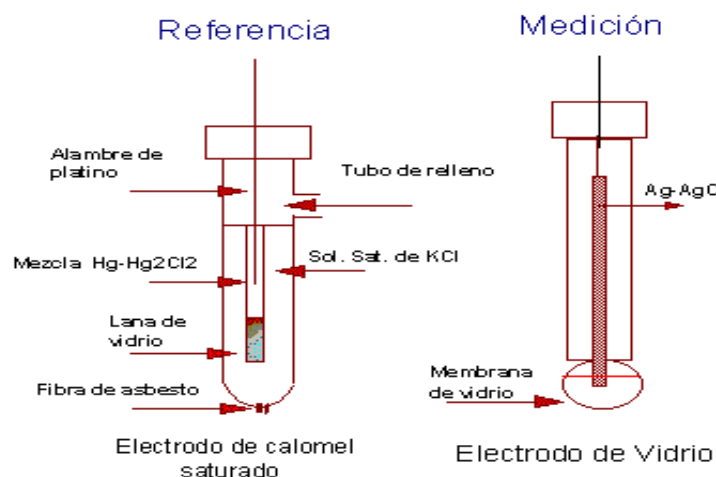 Referencia
Alambre de
platino
Tubo de relleno
Mezcla Hg-Hg2Cl2
Sol. Sat. de KCl
Lana de
vidrio
Fibra de asbesto
Electrodo de calomel
saturado
Medición
Ag-AgC
Membrana
de vidrio
Electrodo de Vidrio